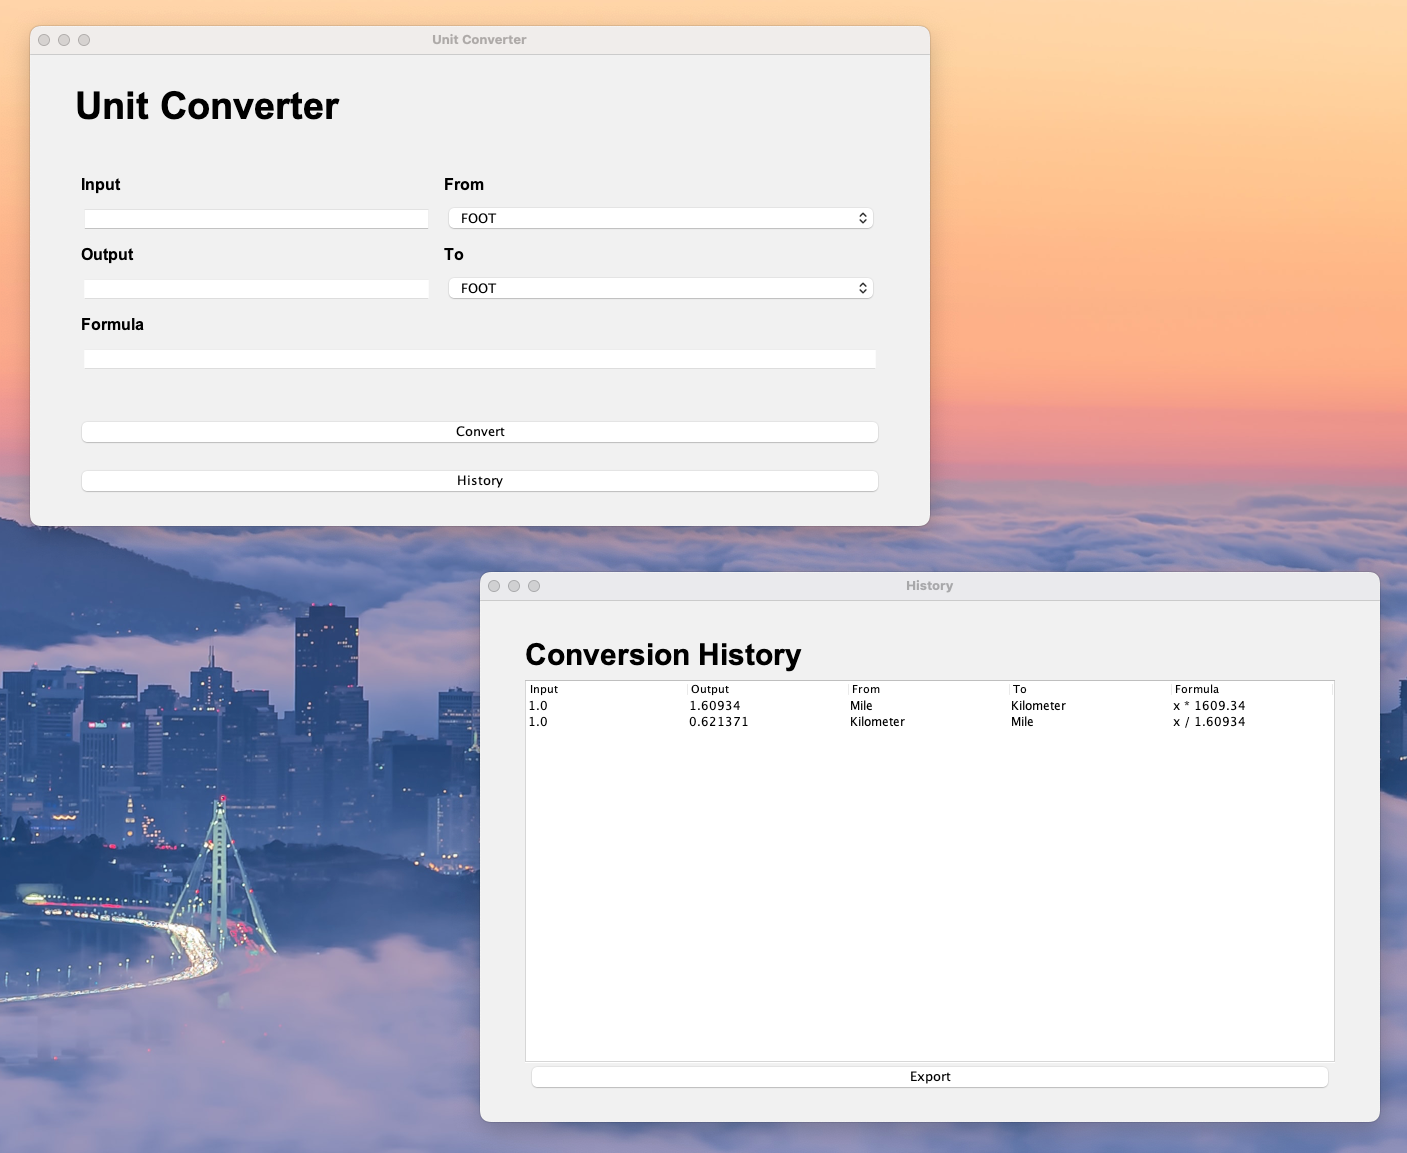 Unit Converter
Unit Converter
Input From
FOOT
Output To
FOOT
Formula
Convert
History
History
Conversion History
Input Output From To Formula
1.0 1.60934 Mile Kilometer x * 1609.34
1.0 0.621371 Kilometer Mile x / 1.60934
Export